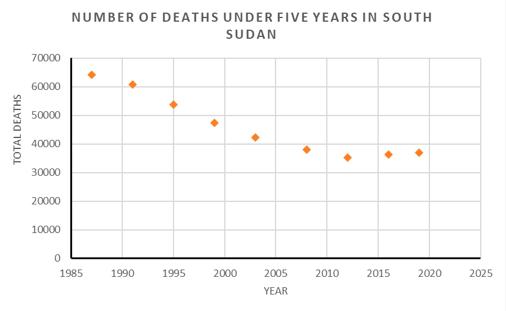 NUMBER OF DEATHS UNDER FIVE YEARS IN SOUTH
SUDAN
70000
60000
50000
40000
30000
20000
10000
0
TOTAL DEATHS
1985 1990 1995 2000 2005 2010 2015 2020 2025
YEAR